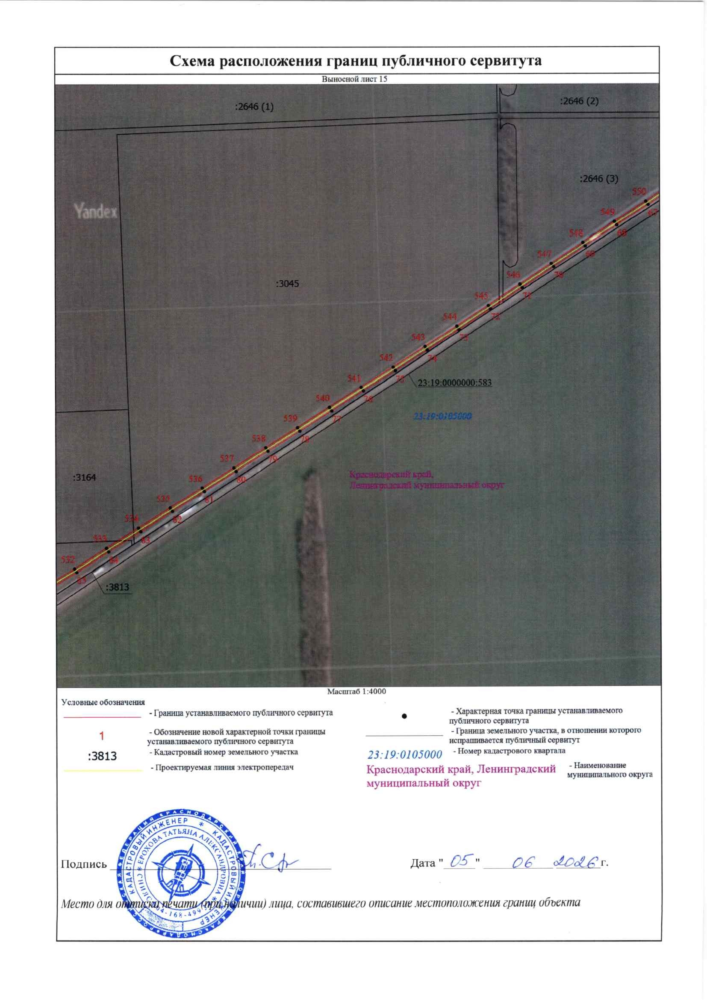 Схема расположения границ публичного сервитута
Выносной лист 15
:2646 (1)
:2646 (2)
:2646 (3)
550
Yandex
549
67
548
68
547
69
546
70
:3045
545
71
544
72
543
73
542
74
541
75
23:19:0000000:583
540
76
23:19:0105000
539
77
538
78
537
79
Краснодарский край,
Ленинградский муниципальный округ
:3164
536
80
535
81
534
82
533
83
532
84
85
:3813
Масштаб 1:4000
Условные обозначения
- Граница устанавливаемого публичного сервитута
1
- Обозначение новой характерной точки границы
устанавливаемого публичного сервитута
:3813
- Кадастровый номер земельного участка
- Проектируемая линия электропередач
- Характерная точка границы устанавливаемого
публичного сервитута
- Граница земельного участка, в отношении которого
испрашивается публичный сервитут
23:19:0105000
- Номер кадастрового квартала
Краснодарский край, Ленинградский
муниципальный округ
- Наименование
муниципального округа
КАДАСТРОВЫЙ ИНЖЕНЕР * КАДАСТРОВЫЙ ИНЖЕНЕР
ЕРОХОВА ТАТЬЯНА АЛЕКСАНДРОВНА
Подпись
Дата "05" 06 2026 г.
Место для оттиска печати (при наличии) лица, составившего описание местоположения границ объекта